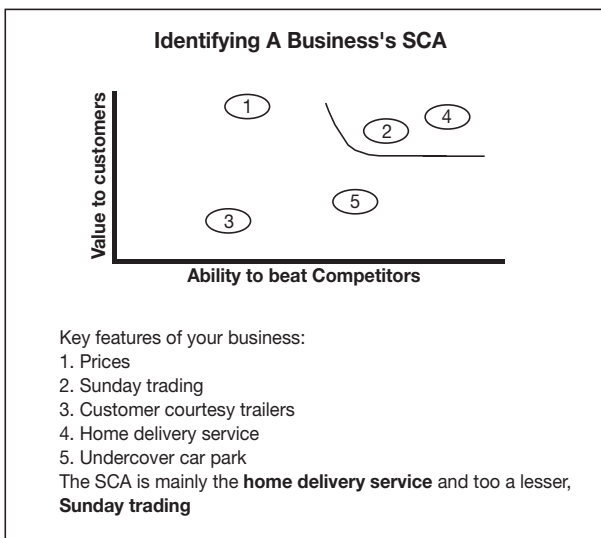 Identifying A Business's SCA
Value to customers
1
2
4
5
3
Ability to beat Competitors
Key features of your business:
1. Prices
2. Sunday trading
3. Customer courtesy trailers
4. Home delivery service
5. Undercover car park
The SCA is mainly the home delivery service and too a lesser,
Sunday trading